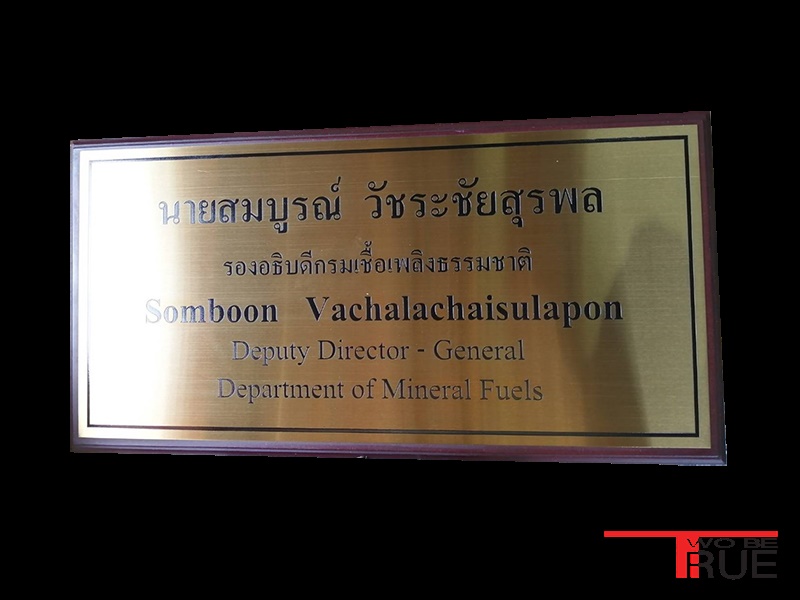 นายสมบูรณ์ วัชระชัยสุรพล
รองอธิบดีกรมเชื้อเพลิงธรรมชาติ
Somboon Vachalachaisulapon
Deputy Director - General
Department of Mineral Fuels
TWO BE
TRUE